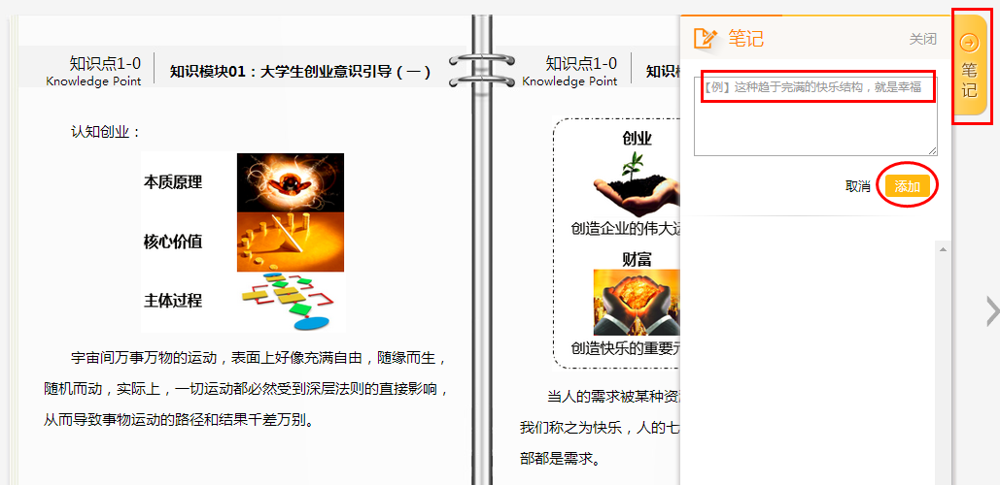 知识点1-0
Knowledge Point
知识模块01：大学生创业意识引导（一）
认知创业：
本质原理
核心价值
主体过程
宇宙间万事万物的运动，表面上好像充满自由，随缘而生，
随机而动，实际上，一切运动都必然受到深层法则的直接影响，
从而导致事物运动的路径和结果千差万别。
知识点1-0
Knowledge Point
知识模
创业
创造企业的伟大
财富
创造快乐的重要
当人的需求被某种资
我们称之为快乐，人的七
部都是需求。
笔记
关闭
【例】这种趋于完满的快乐结构，就是幸福
取消
添加
笔
记